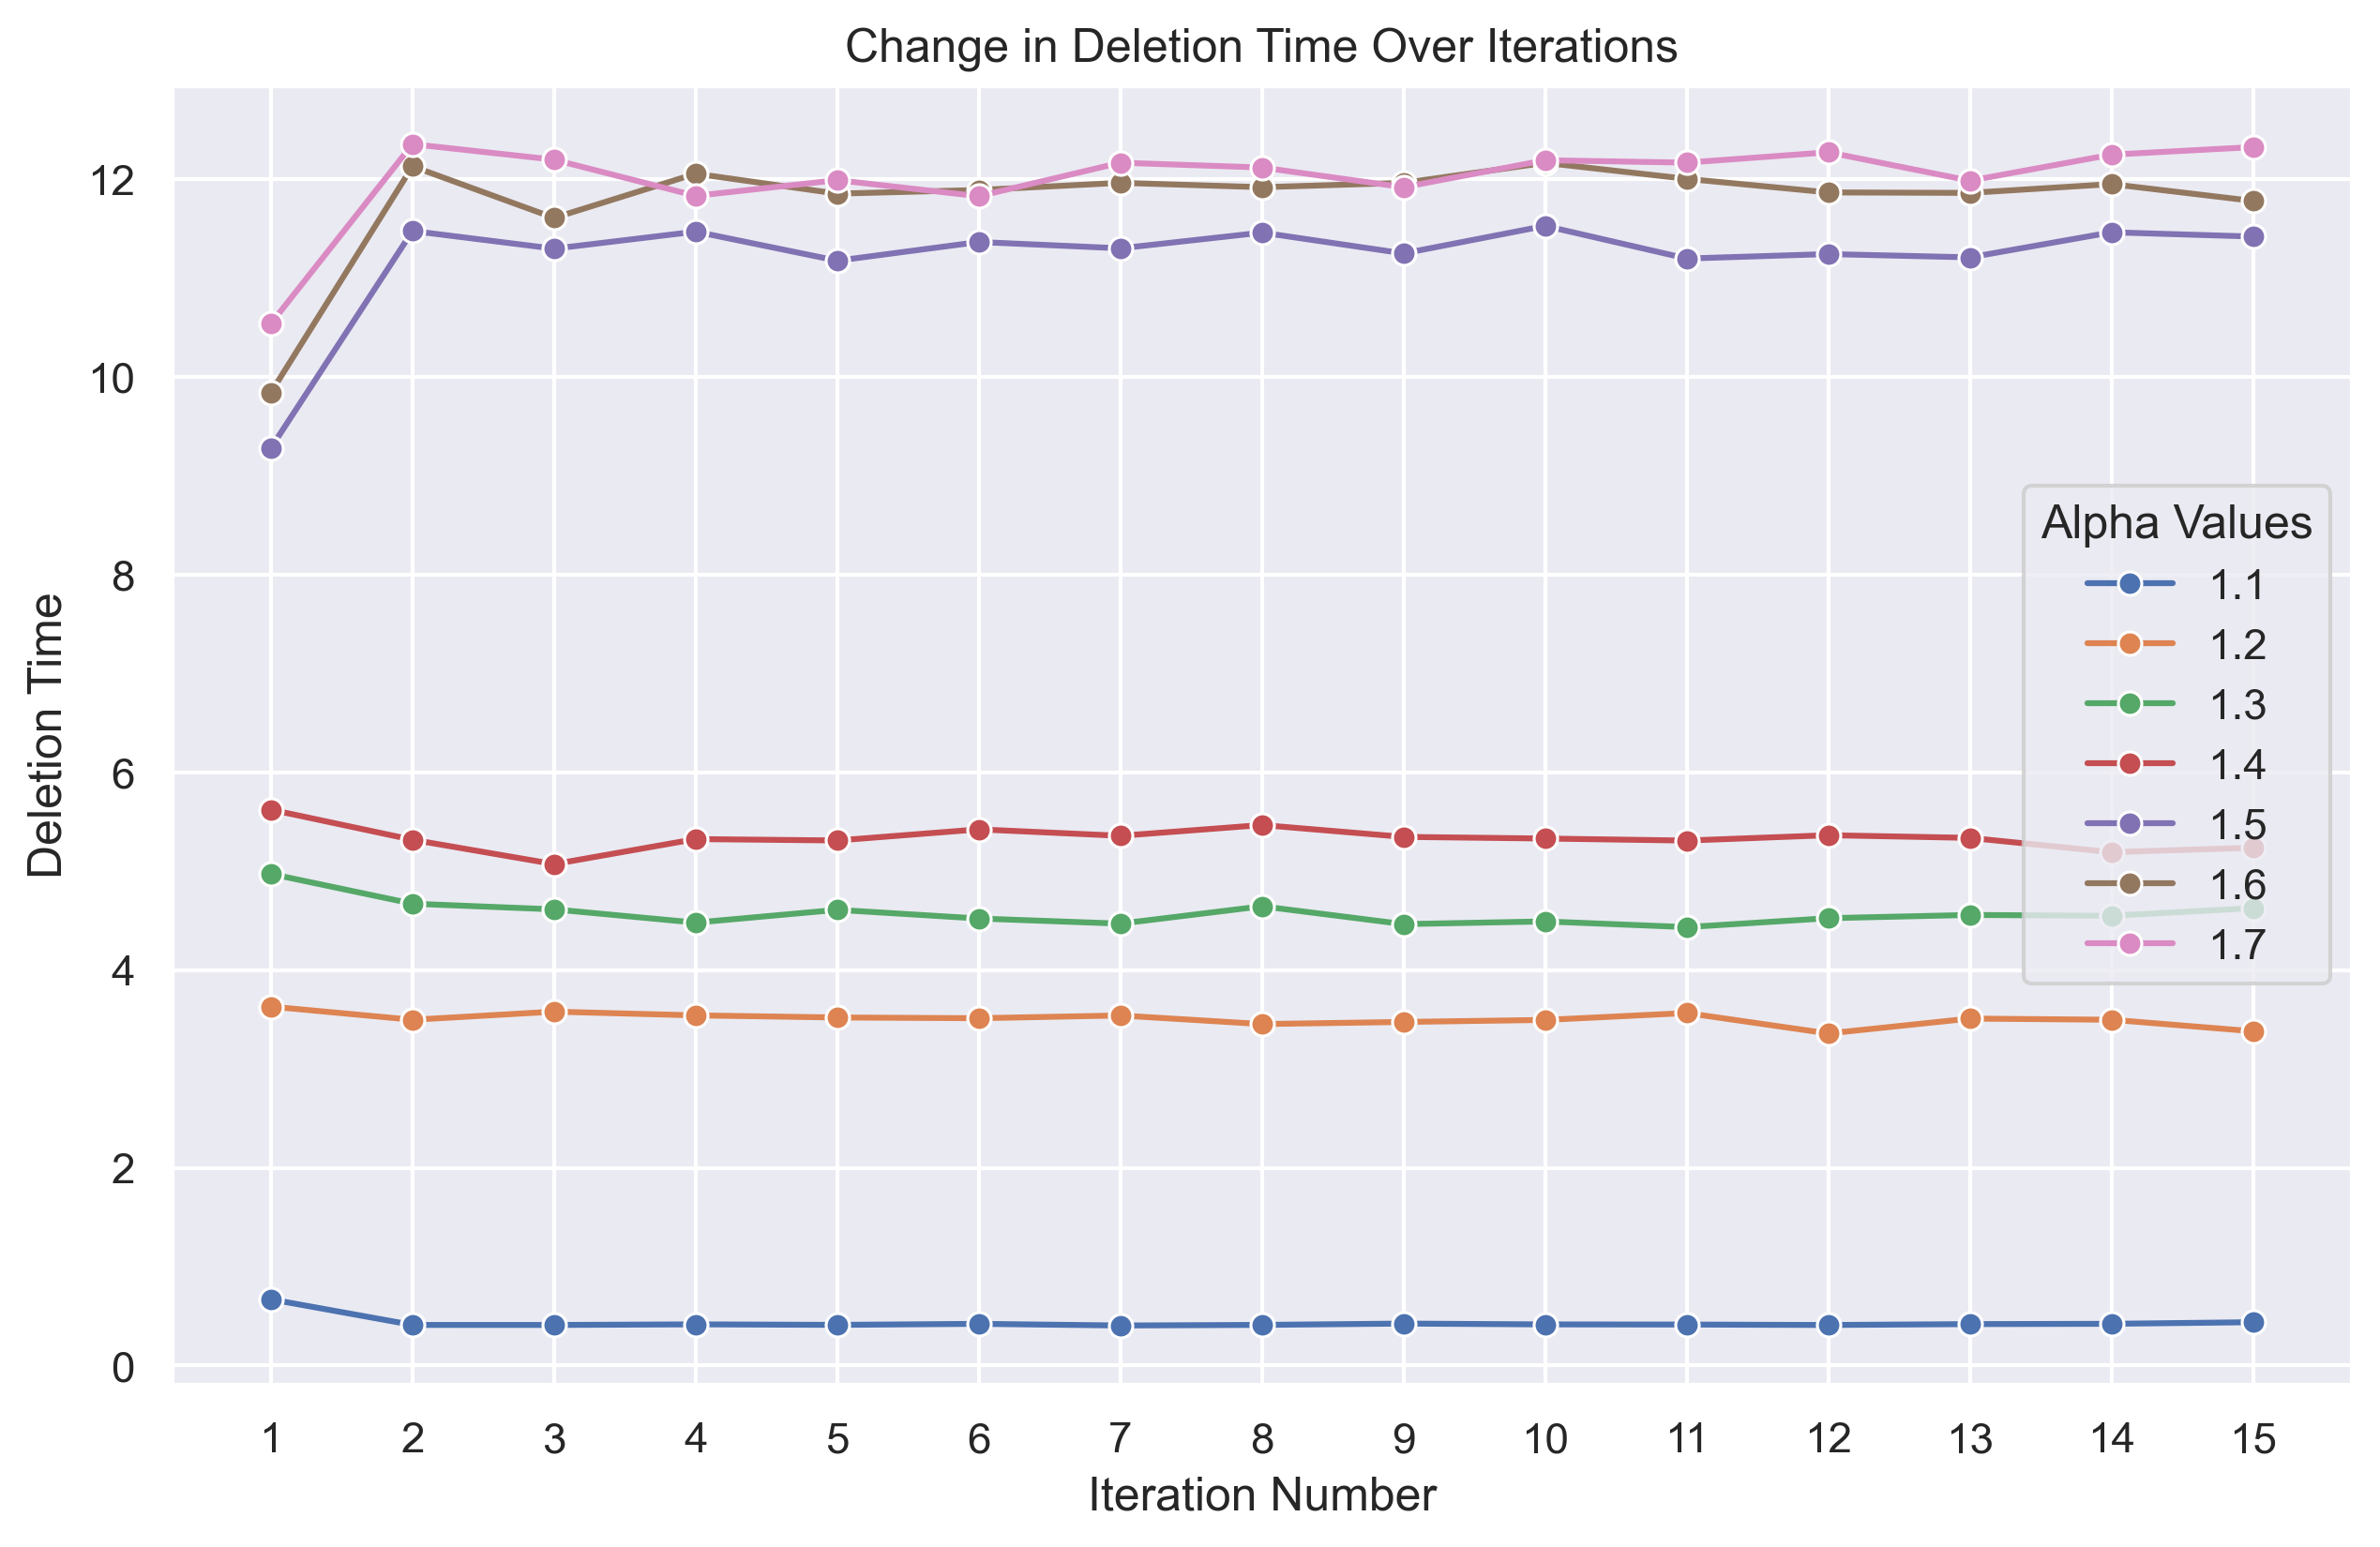 Change in Deletion Time Over Iterations
Deletion Time
12
10
8
6
4
2
0
Alpha Values
1.1
1.2
1.3
1.4
1.5
1.6
1.7
1 2 3 4 5 6 7 8 9 10 11 12 13 14 15
Iteration Number